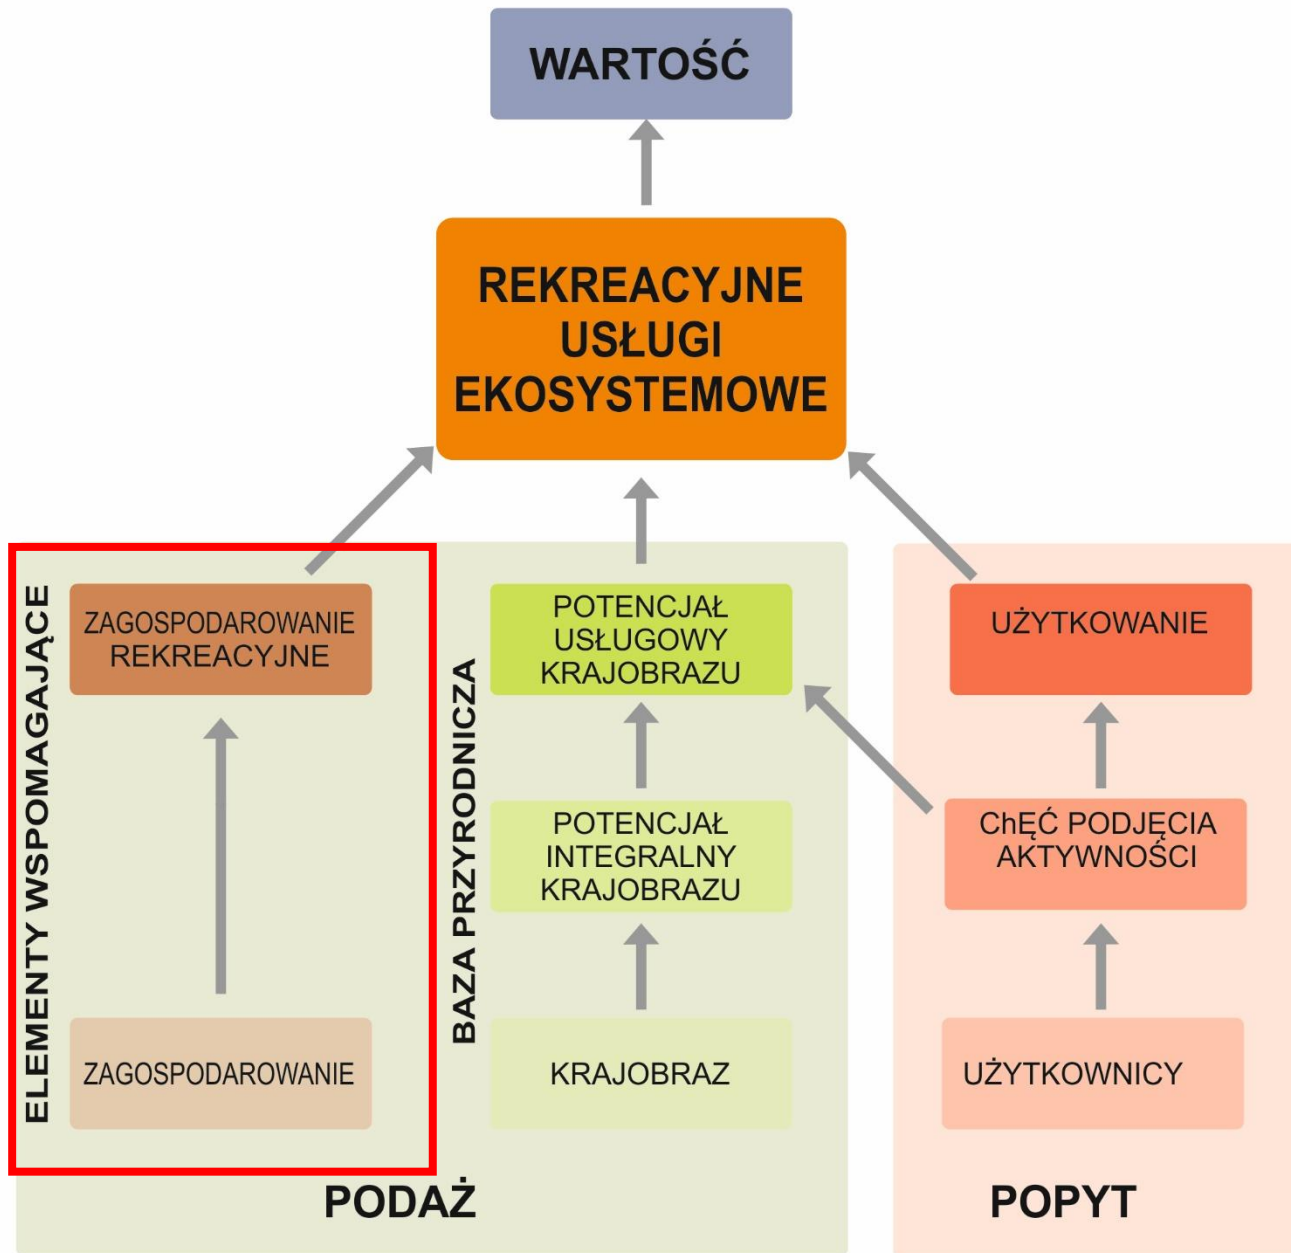 WARTOŚĆ
REKREACYJNE
USŁUGI
EKOSYSTEMOWE
ELEMENTY WSPOMAGAJĄCE
ZAGOSPODAROWANIE
REKREACYJNE
ZAGOSPODAROWANIE
BAZA PRZYRODNICZA
POTENCJAŁ
USŁUGOWY
KRAJOBRAZU
POTENCJAŁ
INTEGRALNY
KRAJOBRAZU
KRAJOBRAZ
PODAŻ
UŻYTKOWANIE
ChĘĆ PODJĘCIA
AKTYWNOŚCI
UŻYTKOWNICY
POPYT